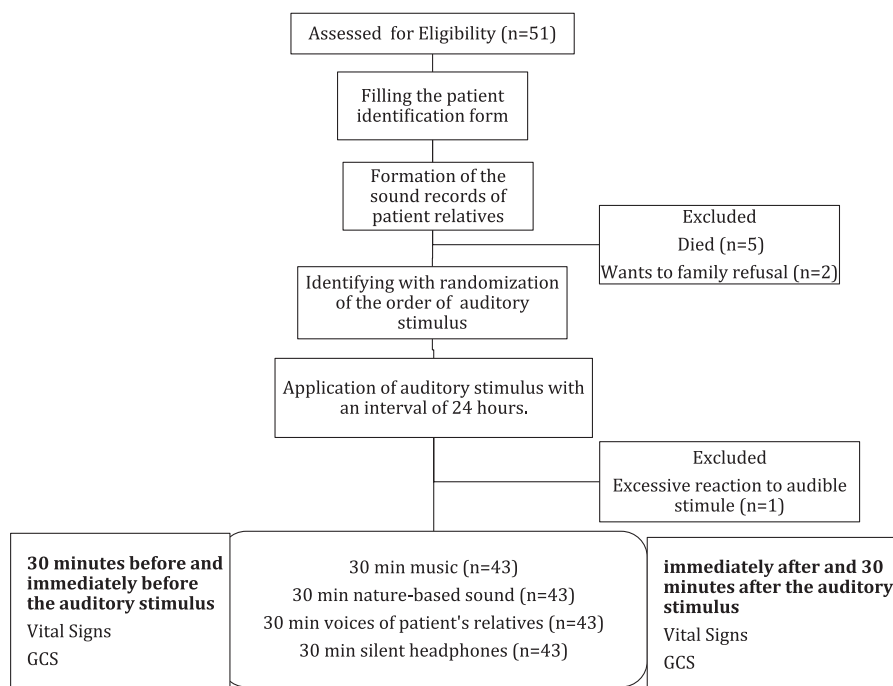 Assessed for Eligibility (n=51)
Filling the patient
identification form
Formation of the
sound records of
patient relatives
Excluded
Died (n=5)
Wants to family refusal (n=2)
Identifying with randomization
of the order of auditory
stimulus
Application of auditory stimulus with
an interval of 24 hours.
Excluded
Excessive reaction to audible
stimule (n=1)
30 minutes before and
immediately before
the auditory stimulus
Vital Signs
GCS
30 min music (n=43)
30 min nature-based sound (n=43)
30 min voices of patient's relatives (n=43)
30 min silent headphones (n=43)
immediately after and 30
minutes after the auditory
stimulus
Vital Signs
GCS